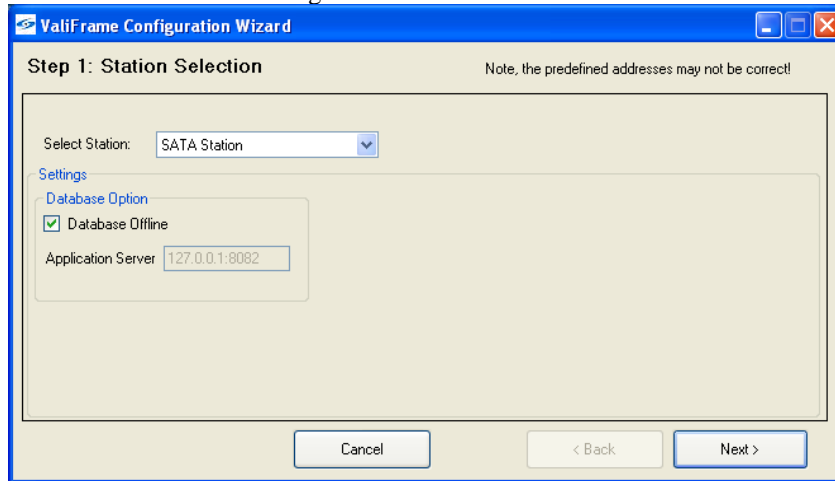 ValiFrame Configuration Wizard
Step 1: Station Selection
Note, the predefined addresses may not be correct!
Select Station: SATA Station
Settings
Database Option
Database Offline
Application Server 127.0.0.1:8082
Cancel
< Back
Next >